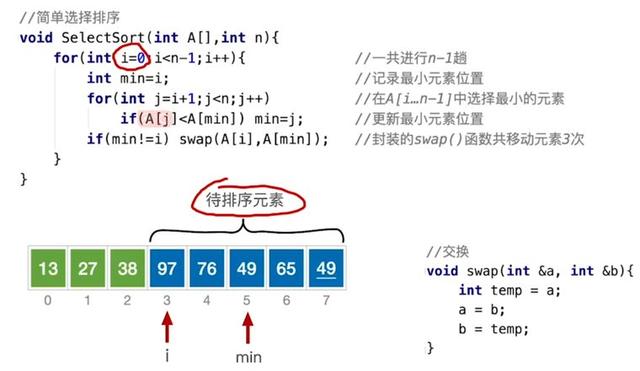 //简单选择排序
void SelectSort(int A[],int n){
for(int i=0;i<n-1;i++){ //一共进行n-1趟
int min=i; //记录最小元素位置
for(int j=i+1;j<n;j++) //在A[i…n-1]中选择最小的元素
if(A[j]<A[min]) min=j; //更新最小元素位置
if(min!=i) swap(A[i],A[min]); //封装的swap()函数共移动元素3次
}
}
待排序元素
13 27 38 97 76 49 65 49
0 1 2 3 4 5 6 7
i min
//交换
void swap(int &a, int &b){
int temp = a;
a = b;
b = temp;
}